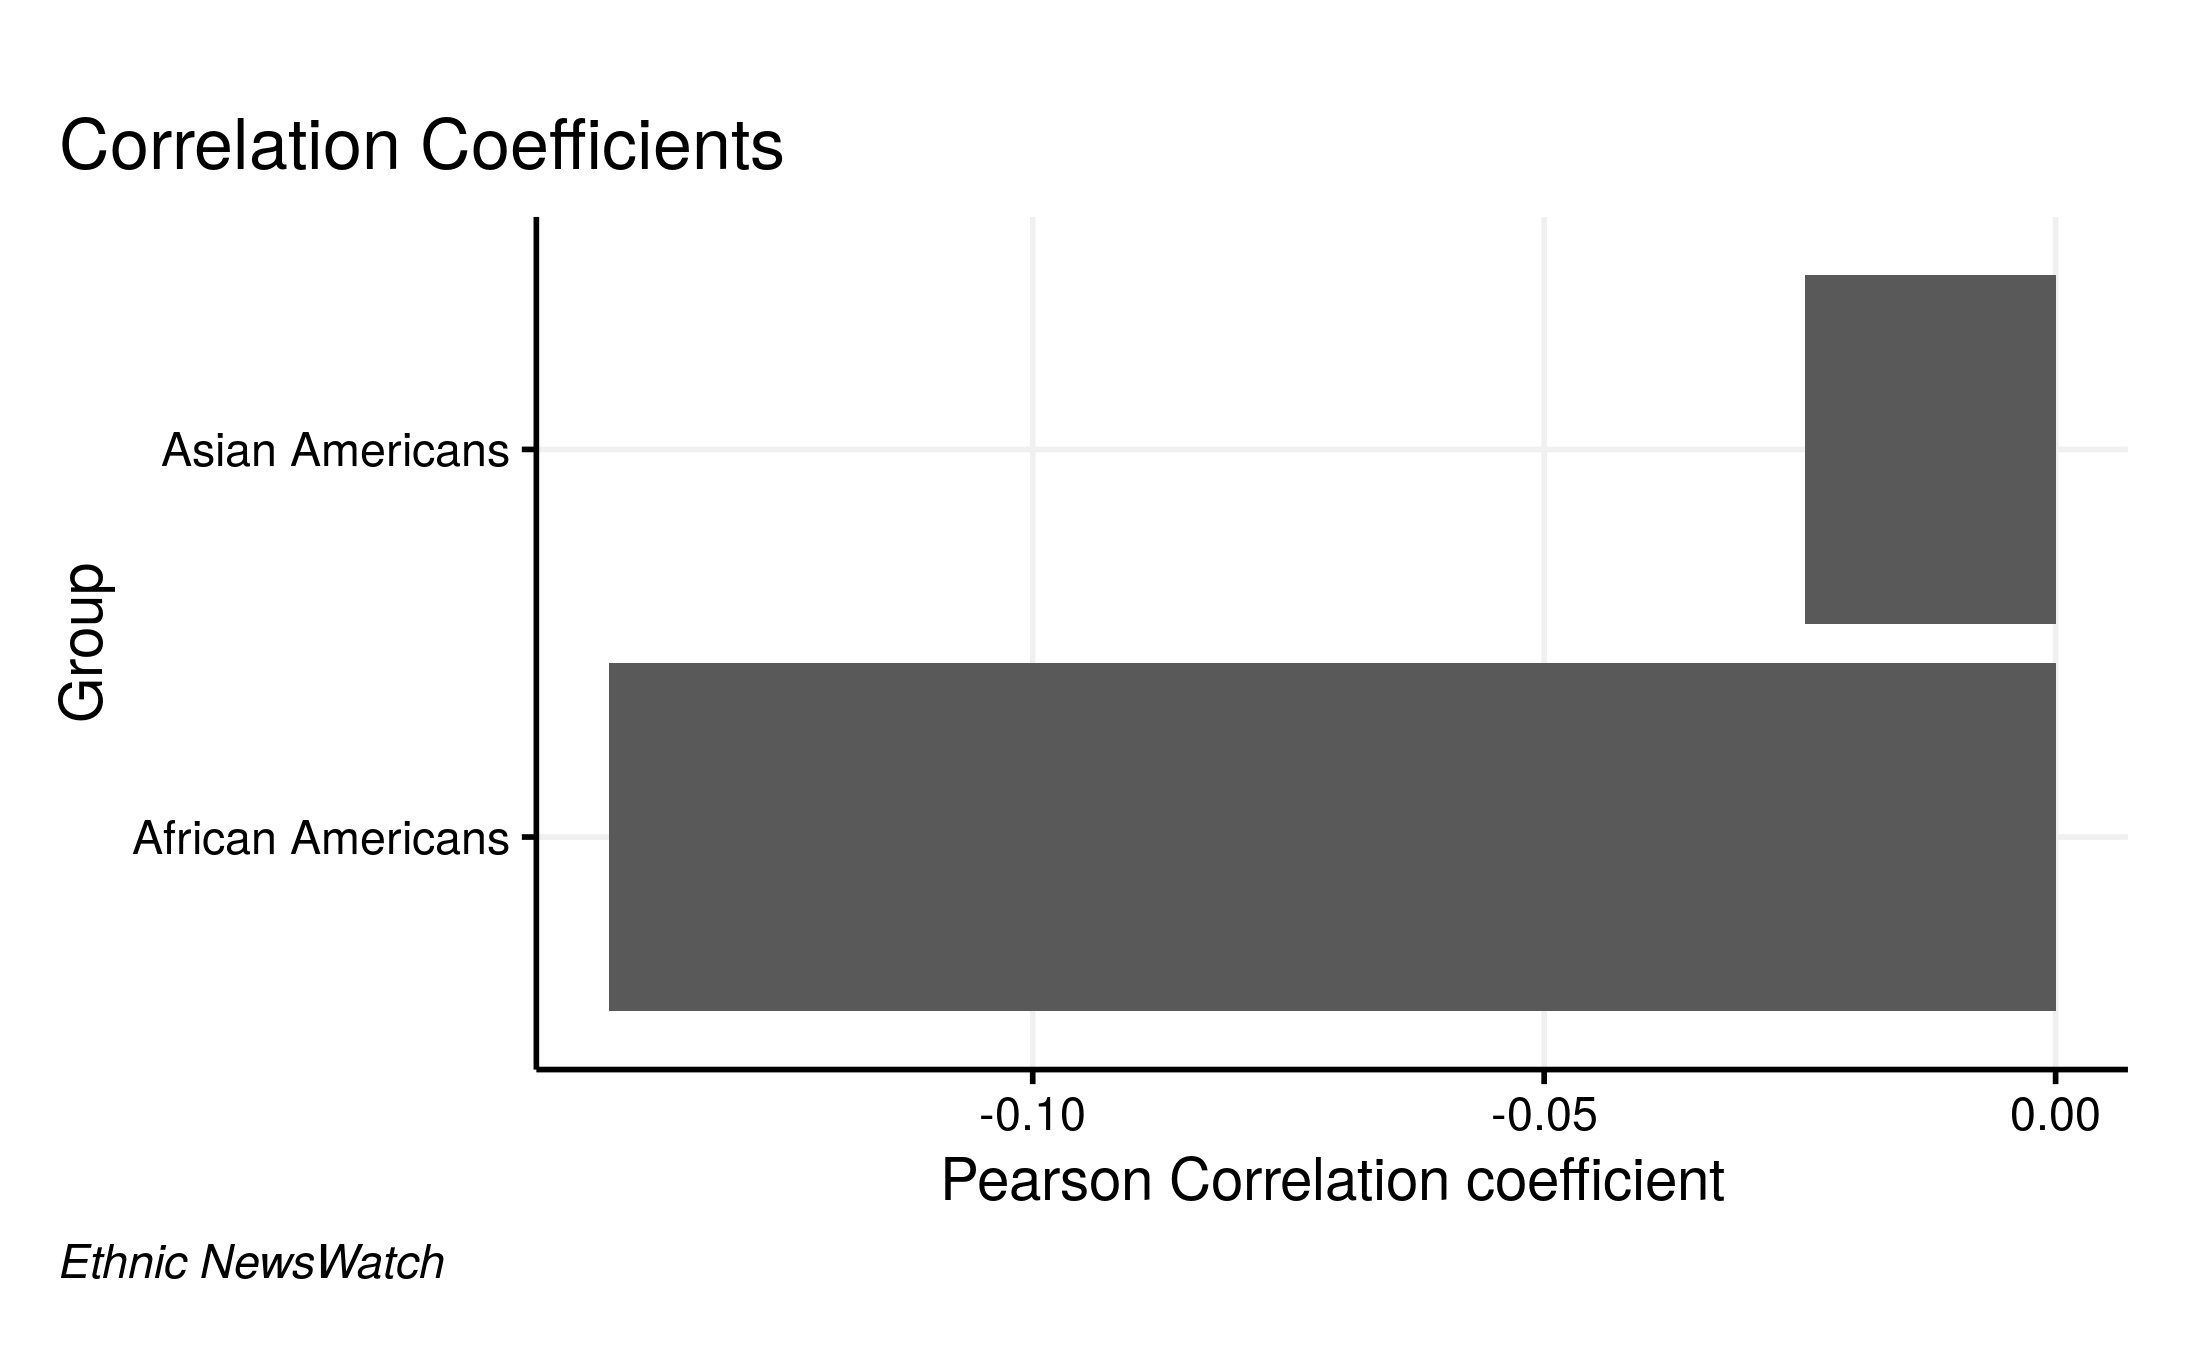 Correlation Coefficients
Asian Americans
Group
African Americans
-0.10 -0.05 0.00
Pearson Correlation coefficient
Ethnic NewsWatch